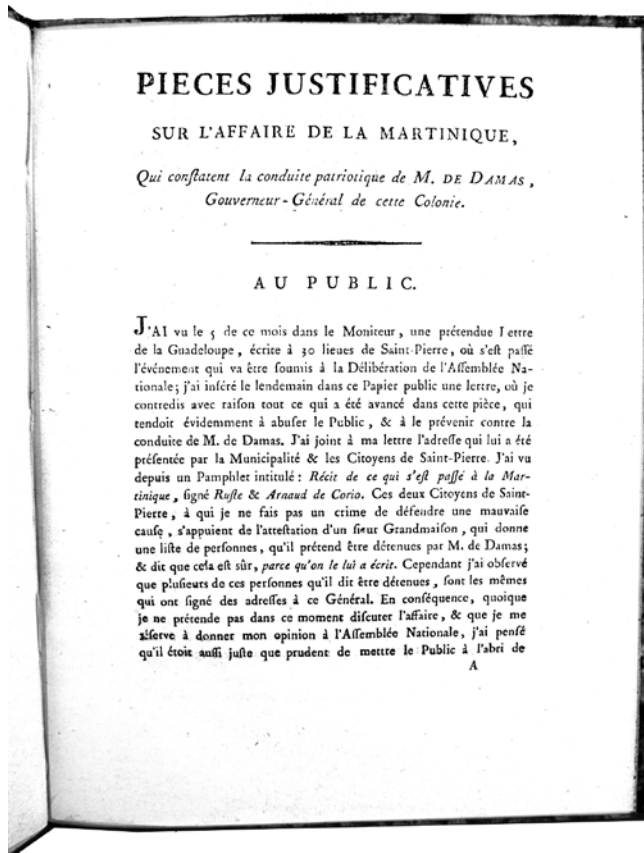 PIECES JUSTIFICATIVES
SUR L'AFFAIRE DE LA MARTINIQUE,
Qui conſtatent la conduite patriotique de M. DE DAMAS,
Gouverneur-Général de cette Colonie.
AU PUBLIC.
J'AI vu le 5 de ce mois dans le Moniteur, une prétendue Lettre
de la Guadeloupe, écrite à 30 lieues de Saint-Pierre, où s'eſt paſſé
l'événement qui va être ſoumis à la Délibération de l'Aſſemblée Na-
tionale; j'ai inſéré le lendemain dans ce Papier public une lettre, où je
contredis avec raiſon tout ce qui a été avancé dans cette pièce, qui
tendoit évidemment à abuſer le Public, & à le prévenir contre la
conduite de M. de Damas. J'ai joint à ma lettre l'adreſſe qui lui a été
préſentée par la Municipalité & les Citoyens de Saint-Pierre. J'ai vu
depuis un Pamphlet intitulé : Récit de ce qui s'eſt paſſé à la Mar-
tinique, ſigné Ruſte & Arnaud de Corio. Ces deux Citoyens de Saint-
Pierre, à qui je ne fais pas un crime de défendre une mauvaiſe
cauſe, s'appuient de l'atteſtation d'un ſieur Grandmaiſon, qui donne
une liſte de perſonnes, qu'il prétend être détenues par M. de Damas;
& dit que cela eſt sûr, parce qu'on le lui a écrit. Cependant j'ai obſervé
que pluſieurs de ces perſonnes qu'il dit être détenues, ſont les mêmes
qui ont ſigné des adreſſes à ce Général. En conſéquence, quoique
je ne prétende pas dans ce moment diſcuter l'affaire, & que je me
réſerve à donner mon opinion à l'Aſſemblée Nationale, j'ai penſé
qu'il étoit auſſi juſte que prudent de mettre le Public à l'abri de
A